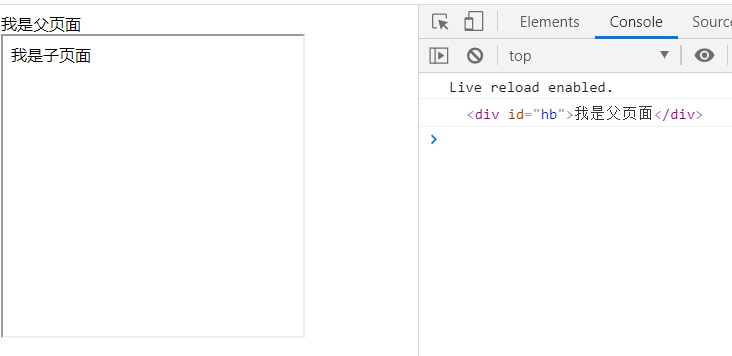 我是父页面
我是子页面
Elements Console Sourc
top
Live reload enabled.
<div id="hb">我是父页面</div>